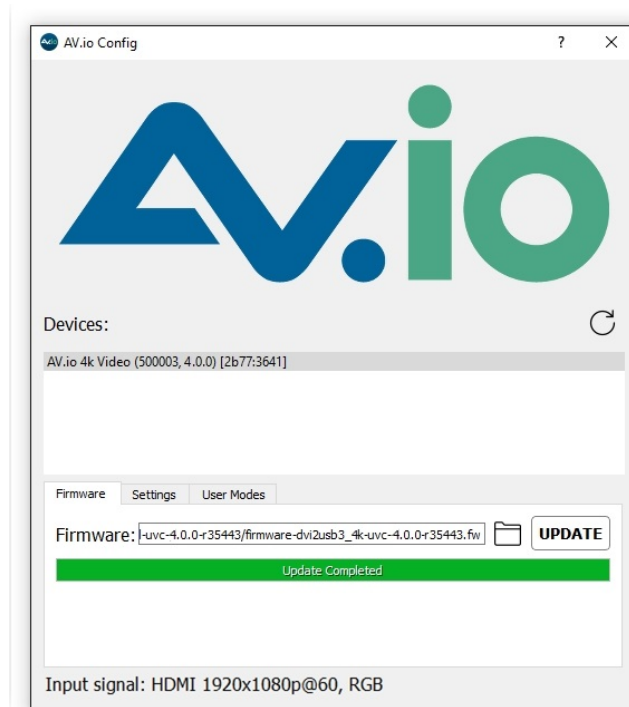 AV.io Config ? ×
AV.io
Devices:
AV.io 4k Video (500003, 4.0.0) [2b77:3641]
Firmware Settings User Modes
Firmware: l-uvc-4.0.0-r35443/firmware-dvi2usb3_4k-uvc-4.0.0-r35443.fw UPDATE
Update Completed
Input signal: HDMI 1920x1080p@60, RGB